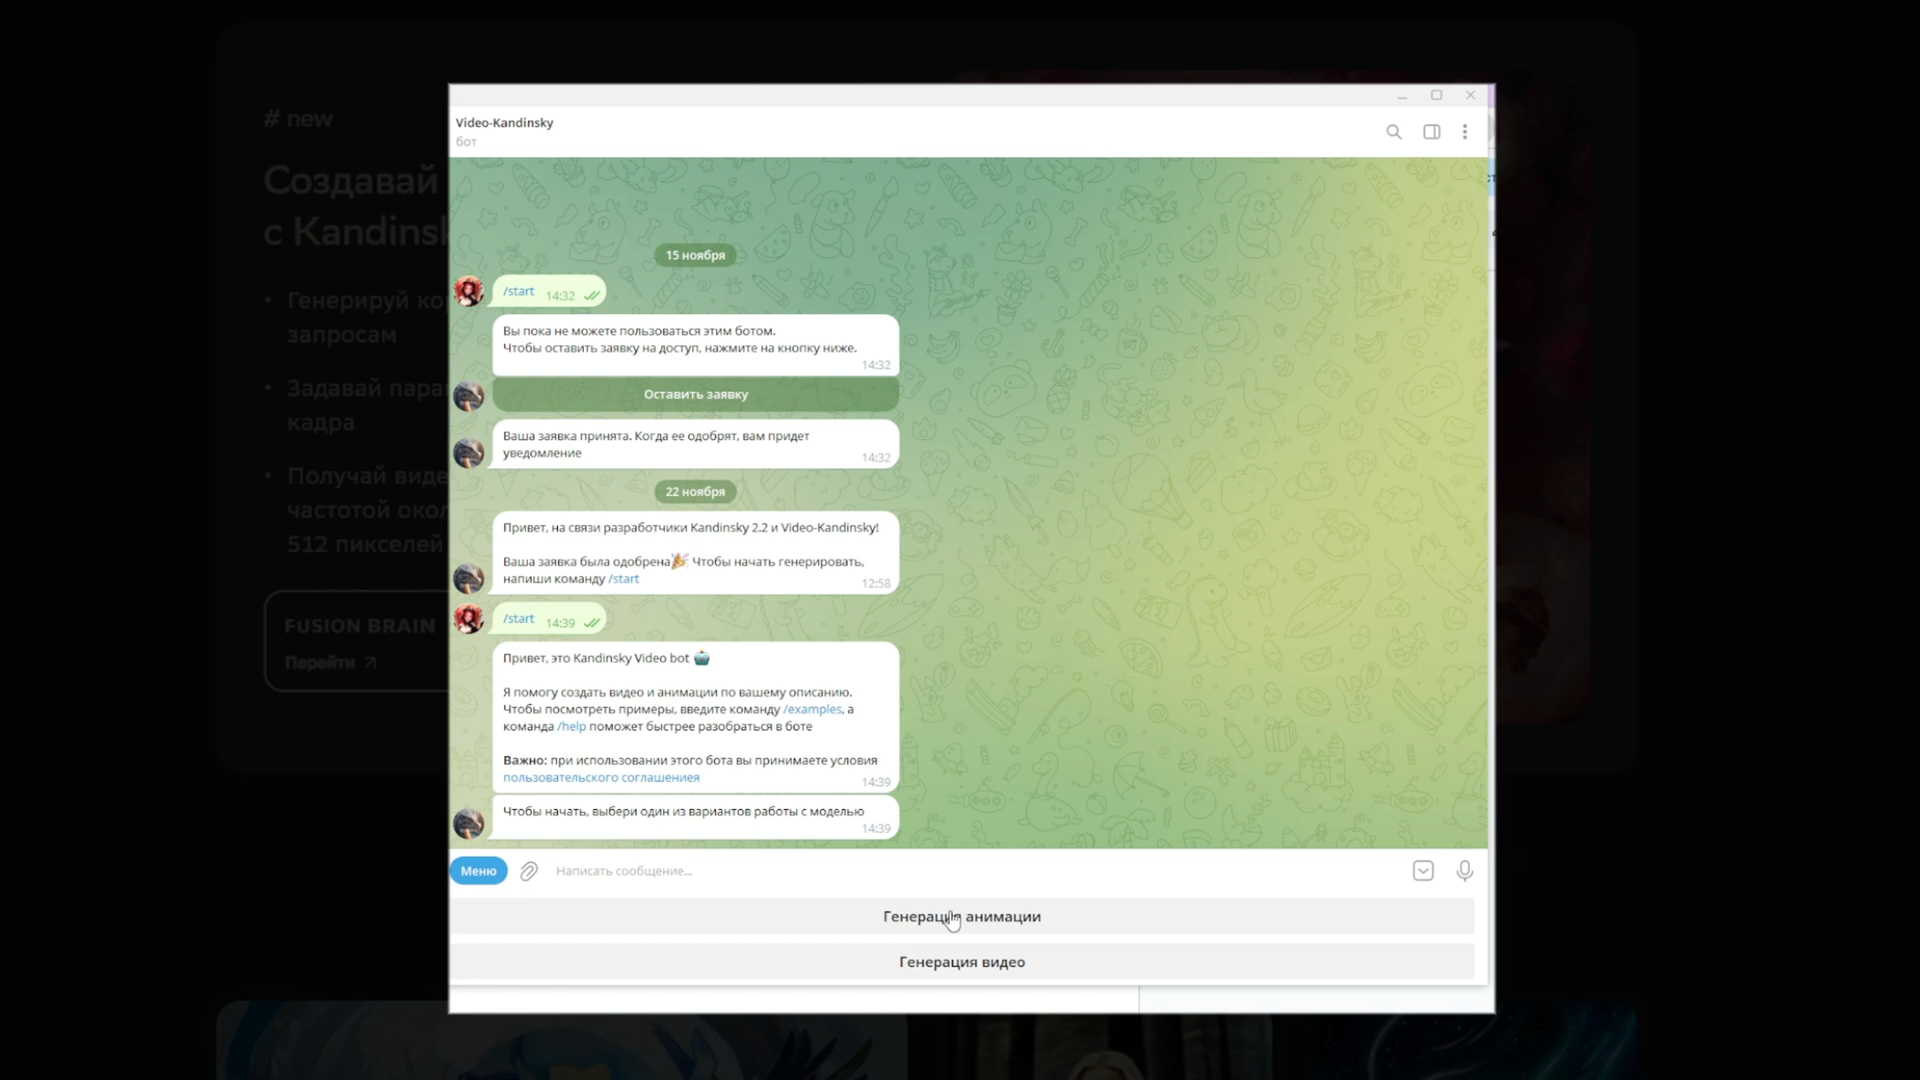 # new
Создавай
с Kandinsk
• Генерируй ко
запросам
• Задавай пара
кадра
• Получай виде
частотой окол
512 пикселей
FUSION BRAIN
Перейти
Video-Kandinsky
бот
15 ноября
/start 14:32
Вы пока не можете пользоваться этим ботом.
Чтобы оставить заявку на доступ, нажмите на кнопку ниже.
14:32
Оставить заявку
Ваша заявка принята. Когда ее одобрят, вам придет
уведомление
14:32
22 ноября
Привет, на связи разработчики Kandinsky 2.2 и Video-Kandinsky!
Ваша заявка была одобрена🎉 Чтобы начать генерировать,
напиши команду /start
12:58
/start 14:39
Привет, это Kandinsky Video bot 🤖
Я помогу создать видео и анимации по вашему описанию.
Чтобы посмотреть примеры, введите команду /examples, а
команда /help поможет быстрее разобраться в боте
Важно: при использовании этого бота вы принимаете условия
пользовательского соглашениея
14:39
Чтобы начать, выбери один из вариантов работы с моделью
14:39
Меню
Написать сообщение...
Генерация анимации
Генерация видео